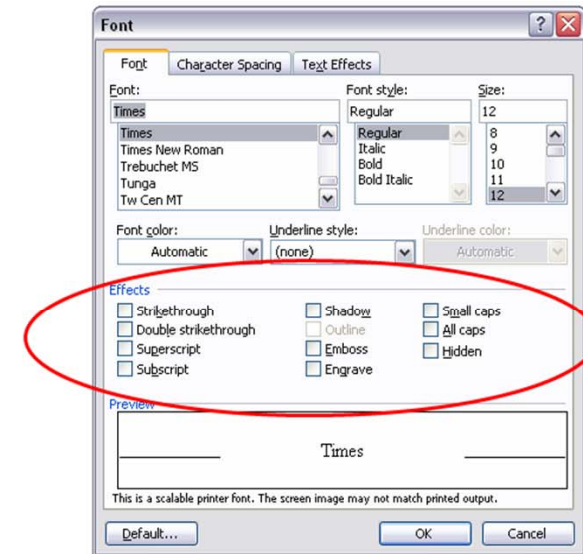 Font
Font Character Spacing Text Effects
Font: Font style: Size:
Times Regular 12
Times Regular 8
Times New Roman Italic 9
Trebuchet MS Bold 10
Tunga Bold Italic 11
Tw Cen MT 12
Font color: Underline style: Underline color:
Automatic (none) Automatic
Effects
Strikethrough Shadow Small caps
Double strikethrough Outline All caps
Superscript Emboss Hidden
Subscript Engrave
Preview
Times
This is a scalable printer font. The screen image may not match printed output.
Default... OK Cancel